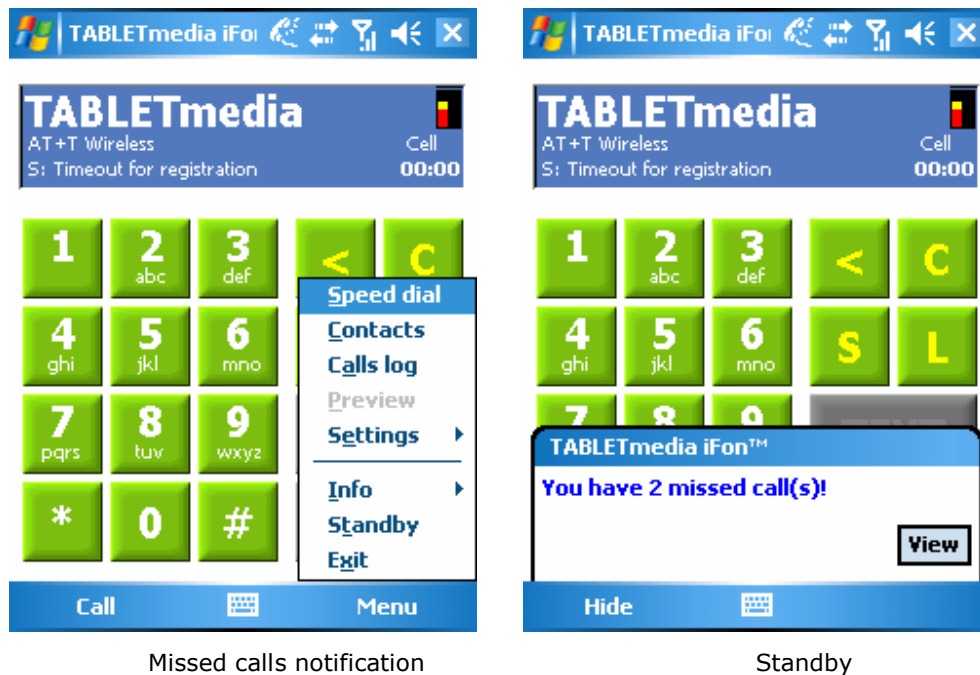 TABLETmedia iFo
TABLETmedia
AT+T Wireless
Cell
S: Timeout for registration
00:00
1
2
abc
3
def
<
C
4
ghi
5
jkl
6
mno
7
pqrs
8
tuv
9
wxyz
*
0
#
Speed dial
Contacts
Calls log
Preview
Settings
Info
Standby
Exit
Call
Menu
Missed calls notification
TABLETmedia iFo
TABLETmedia
AT+T Wireless
Cell
S: Timeout for registration
00:00
1
2
abc
3
def
<
C
4
ghi
5
jkl
6
mno
S
L
7
8
9
TABLETmedia iFon™
You have 2 missed call(s)!
View
Hide
Standby